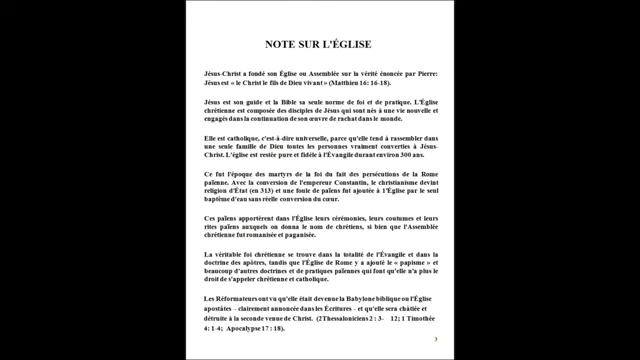 NOTE SUR L'ÉGLISE
Jésus-Christ a fondé son Église ou Assemblée sur la vérité énoncée par Pierre:
Jésus est « le Christ le fils de Dieu vivant » (Matthieu 16: 16-18).
Jésus est son guide et la Bible sa seule norme de foi et de pratique. L'Église
chrétienne est composée des disciples de Jésus qui sont nés à une vie nouvelle et
engagés dans la continuation de son œuvre de rachat dans le monde.
Elle est catholique, c'est-à-dire universelle, parce qu'elle tend à rassembler dans
une seule famille de Dieu toutes les personnes vraiment converties à Jésus-
Christ. L'église est restée pure et fidèle à l'Évangile durant environ 300 ans.
Ce fut l'époque des martyrs de la foi du fait des persécutions de la Rome
païenne. Avec la conversion de l'empereur Constantin, le christianisme devint
religion d'État (en 313) et une foule de païens fut ajoutée à l'Église par le seul
baptême d'eau sans réelle conversion du cœur.
Ces païens apportèrent dans l'Église leurs cérémonies, leurs coutumes et leurs
rites païens auxquels on donna le nom de chrétiens, si bien que l'Assemblée
chrétienne fut romanisée et paganisée.
La véritable foi chrétienne se trouve dans la totalité de l'Évangile et dans la
doctrine des apôtres, tandis que l'Église de Rome y a ajouté le « papisme » et
beaucoup d'autres doctrines et de pratiques païennes qui font qu'elle n'a plus le
droit de s'appeler chrétienne et catholique.
Les Réformateurs ont vu qu'elle était devenue la Babylone biblique ou l'Église
apostâtes – clairement annoncée dans les Écritures – et qu'elle sera châtiée et
détruite à la seconde venue de Christ. (2Thessaloniciens 2 : 3- 12; 1 Timothée
4: 1-4; Apocalypse 17 : 18).
3